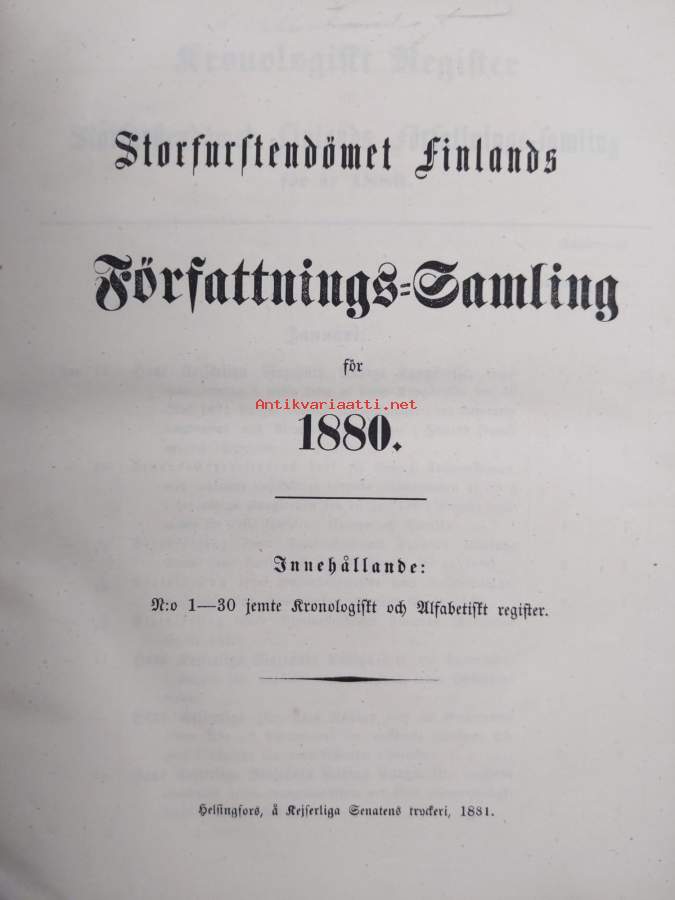 Storfurstendömet Finlands
Författnings=Samling
för
Antikvariaatti.net
1880.
Innehållande:
N:o 1—30 jemte Kronologiskt och Alfabetiskt register.
Helsingfors, å Kejserliga Senatens tryckeri, 1881.